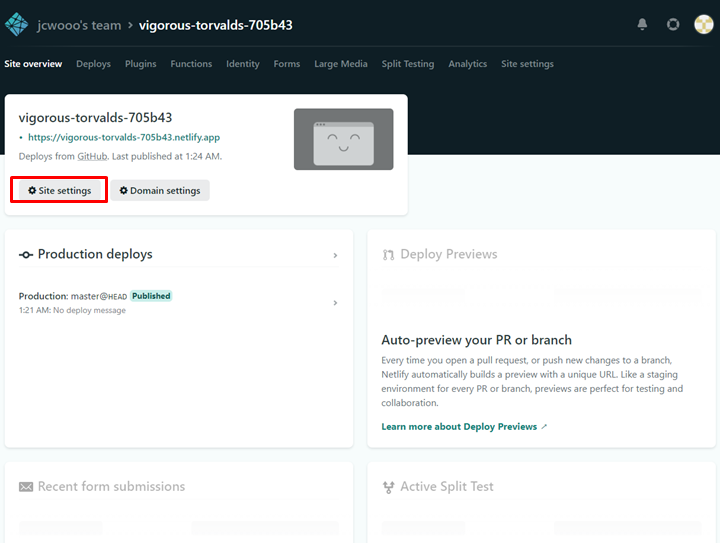 jcwooo's team > vigorous-torvalds-705b43
Site overview Deploys Plugins Functions Identity Forms Large Media Split Testing Analytics Site settings
vigorous-torvalds-705b43
• https://vigorous-torvalds-705b43.netlify.app
Deploys from GitHub. Last published at 1:24 AM.
Site settings Domain settings
Production deploys
Production: master@HEAD Published
1:21 AM: No deploy message
Deploy Previews
Auto-preview your PR or branch
Every time you open a pull request, or push new changes to a branch,
Netlify automatically builds a preview with a unique URL. Like a staging
environment for every PR or branch, previews are perfect for testing and
collaboration.
Learn more about Deploy Previews ↗
Recent form submissions
Active Split Test